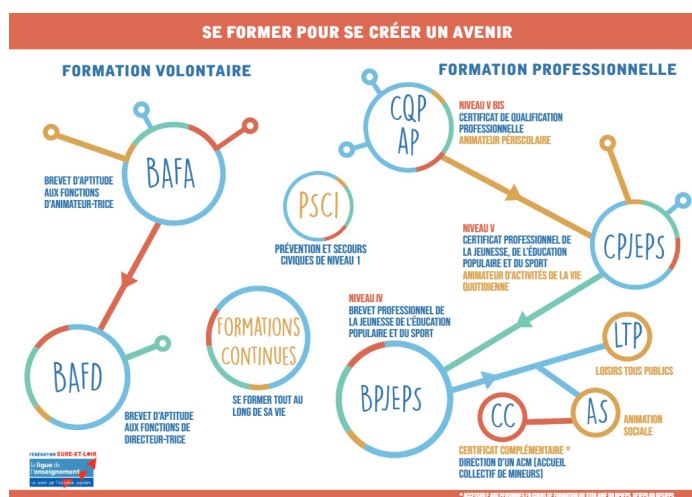 SE FORMER POUR SE CRÉER UN AVENIR
FORMATION VOLONTAIRE
BAFA
BREVET D'APTITUDE
AUX FONCTIONS
D'ANIMATEUR-TRICE
BAFD
BREVET D'APTITUDE
AUX FONCTIONS DE
DIRECTEUR-TRICE
PSCI
PRÉVENTION ET SECOURS
CIVIQUES DE NIVEAU 1
FORMATIONS
CONTINUES
SE FORMER TOUT AU
LONG DE SA VIE
FORMATION PROFESSIONNELLE
CQP
AP
NIVEAU V BIS
CERTIFICAT DE QUALIFICATION
PROFESSIONNELLE
ANIMATEUR PÉRISCOLAIRE
CPJEPS
NIVEAU V
CERTIFICAT PROFESSIONNEL DE
LA JEUNESSE, DE L'ÉDUCATION
POPULAIRE ET DU SPORT
ANIMATEUR D'ACTIVITÉS DE LA VIE
QUOTIDIENNE
NIVEAU IV
BREVET PROFESSIONNEL DE
LA JEUNESSE DE L'ÉDUCATION
POPULAIRE ET DU SPORT
BPJEPS
LTP
LOISIRS TOUS PUBLICS
CC
AS
ANIMATION
SOCIALE
CERTIFICAT COMPLÉMENTAIRE *
DIRECTION D'UN ACM (ACCUEIL
COLLECTIF DE MINEURS)
FÉDÉRATION EURE-ET-LOIR
la ligue de
l'enseignement